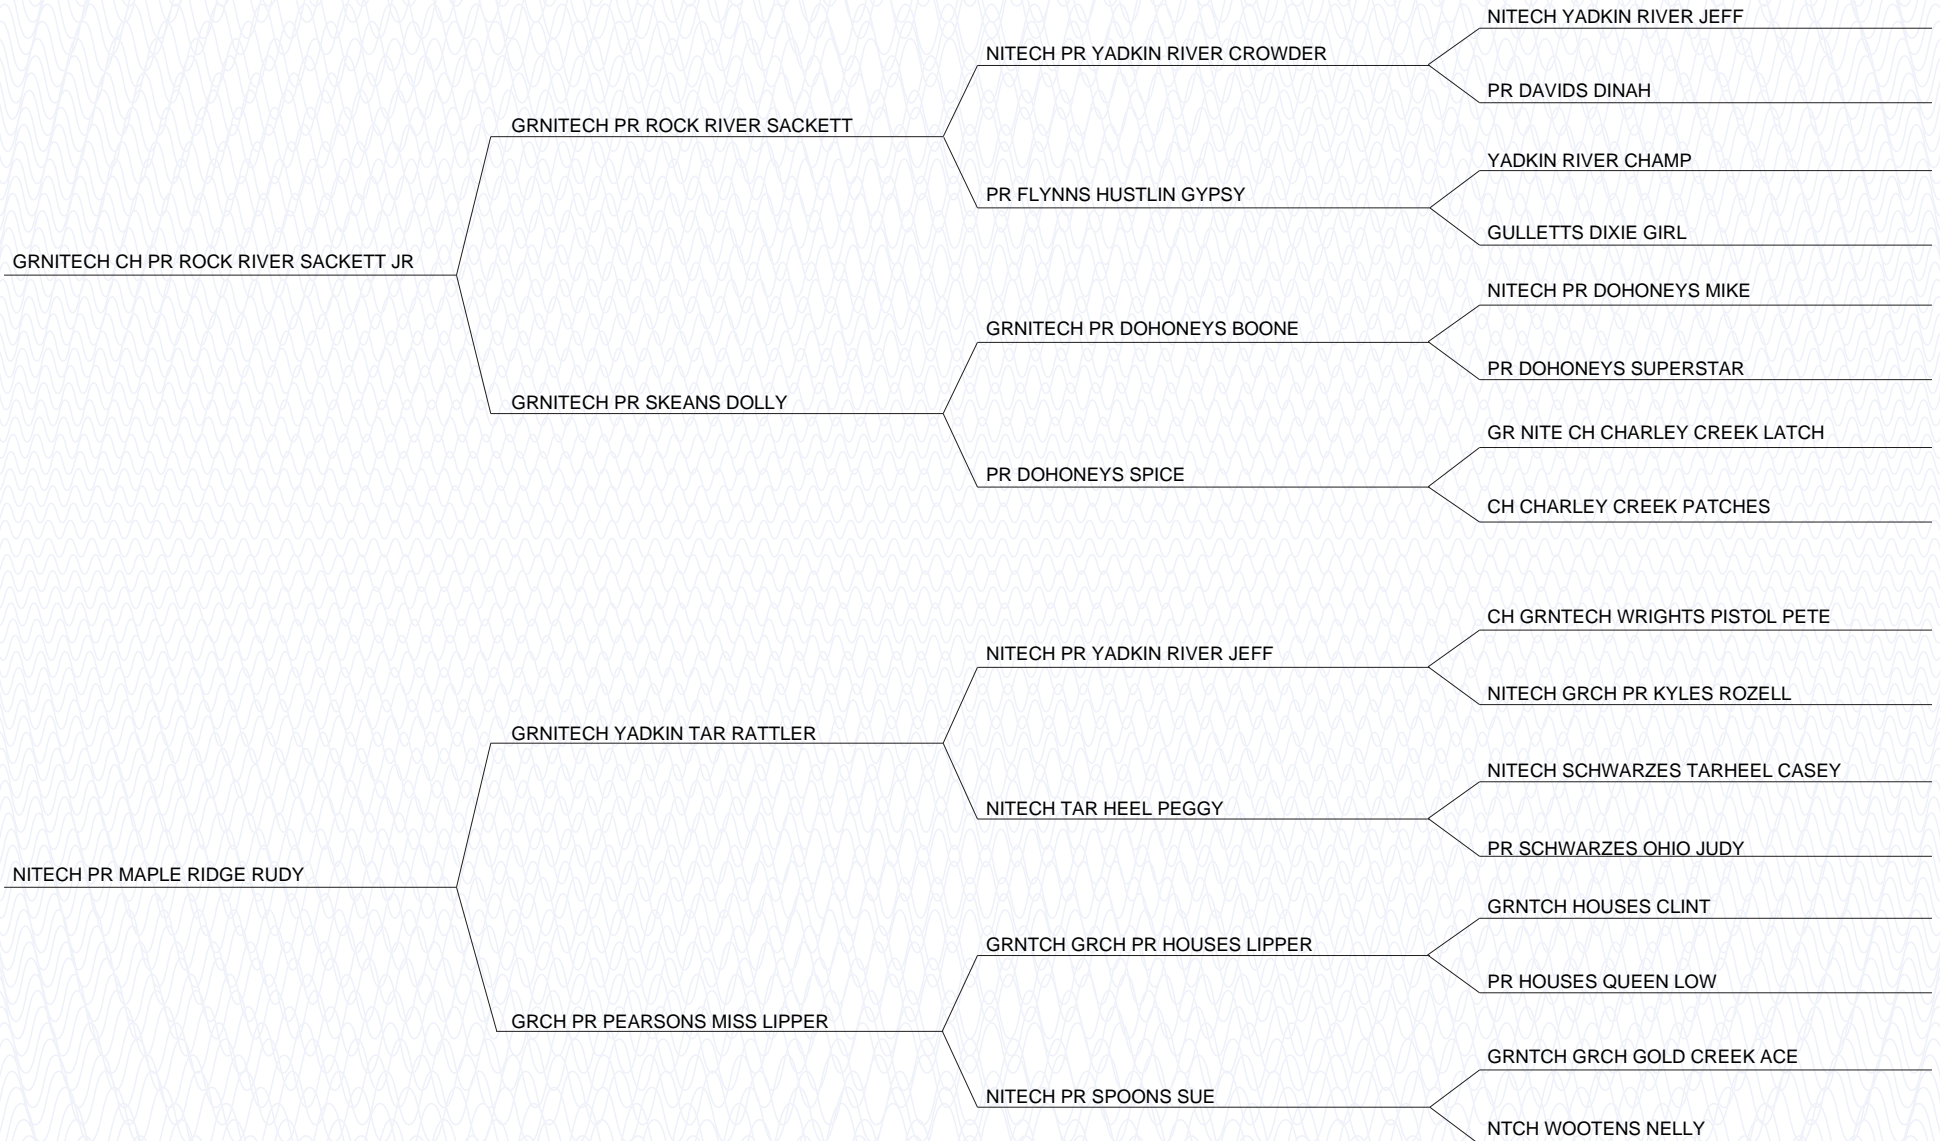 NITECH YADKIN RIVER JEFF
NITECH PR YADKIN RIVER CROWDER
PR DAVIDS DINAH
GRNITECH PR ROCK RIVER SACKETT
YADKIN RIVER CHAMP
PR FLYNNS HUSTLIN GYPSY
GULLETTS DIXIE GIRL
GRNITECH CH PR ROCK RIVER SACKETT JR
NITECH PR DOHONEYS MIKE
GRNITECH PR DOHONEYS BOONE
PR DOHONEYS SUPERSTAR
GRNITECH PR SKEANS DOLLY
GR NITE CH CHARLEY CREEK LATCH
PR DOHONEYS SPICE
CH CHARLEY CREEK PATCHES
CH GRNTECH WRIGHTS PISTOL PETE
NITECH PR YADKIN RIVER JEFF
NITECH GRCH PR KYLES ROZELL
GRNITECH YADKIN TAR RATTLER
NITECH SCHWARZES TARHEEL CASEY
NITECH TAR HEEL PEGGY
PR SCHWARZES OHIO JUDY
NITECH PR MAPLE RIDGE RUDY
GRNTCH HOUSES CLINT
GRNTCH GRCH PR HOUSES LIPPER
PR HOUSES QUEEN LOW
GRCH PR PEARSONS MISS LIPPER
GRNTCH GRCH GOLD CREEK ACE
NITECH PR SPOONS SUE
NTCH WOOTENS NELLY